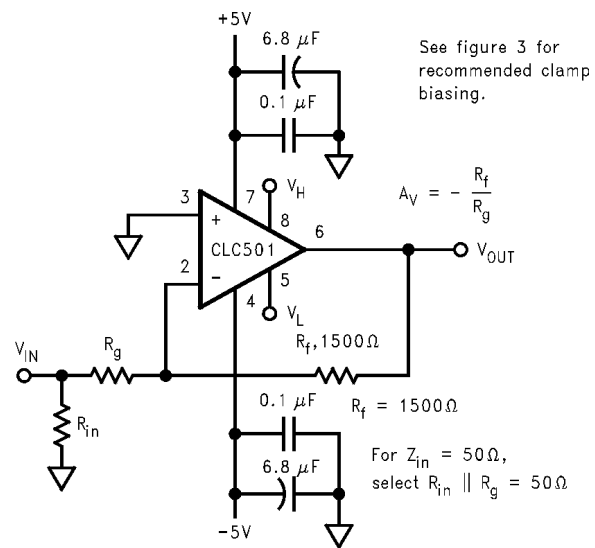 +5V
6.8 μF
See figure 3 for
recommended clamp
biasing.
0.1 μF
3
7
V_H
8
A_V = - R_f / R_g
+
CLC501
6
V_OUT
2
-
5
4
V_L
R_f, 1500Ω
V_IN
R_g
R_in
0.1 μF
R_f = 1500Ω
6.8 μF
For Z_in = 50Ω,
select R_in || R_g = 50Ω
-5V